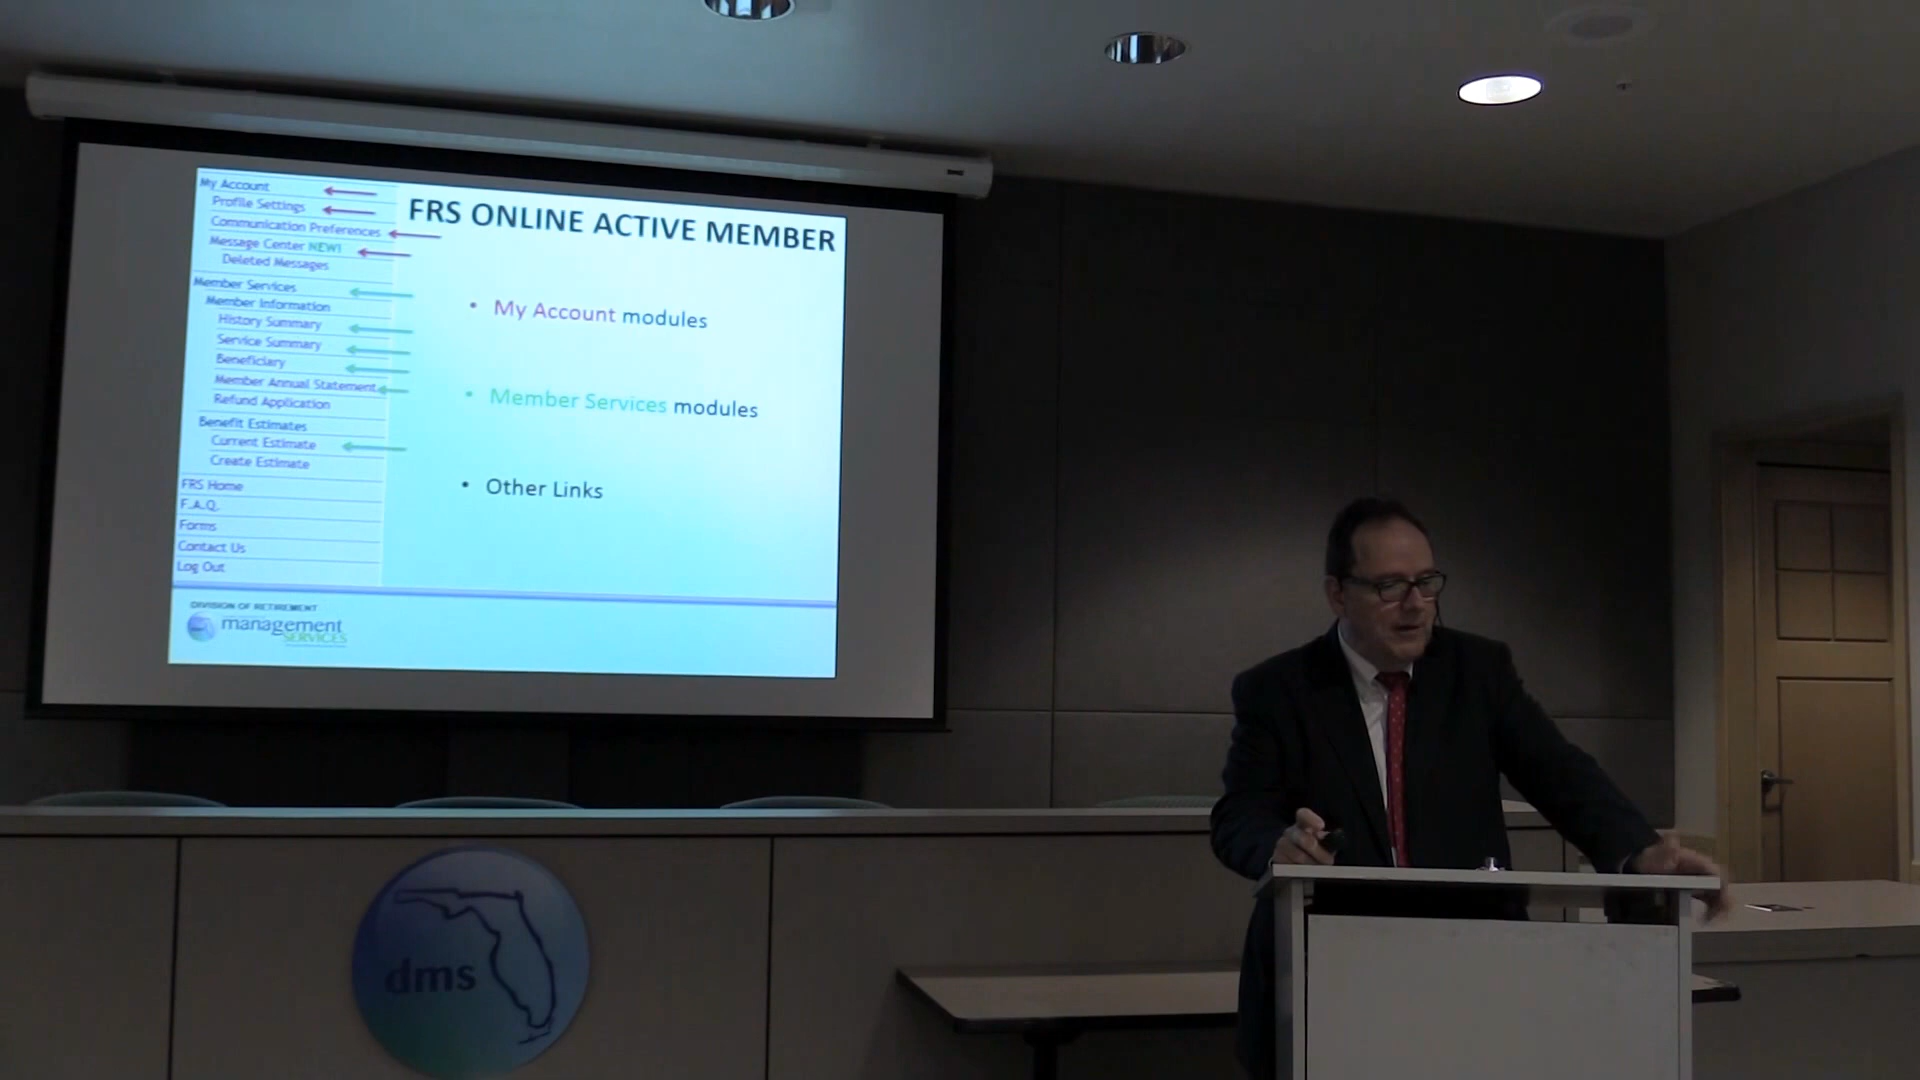 My Account
Profile Settings
Communication Preferences
Message Center NEW!
Deleted Messages
Member Services
Member Information
History Summary
Service Summary
Beneficiary
Member Annual Statement
Refund Application
Benefit Estimates
Current Estimate
Create Estimate
FRS Home
F.A.Q.
Forms
Contact Us
Log Out
FRS ONLINE ACTIVE MEMBER
• My Account modules
• Member Services modules
• Other Links
DIVISION OF RETIREMENT
management
SERVICES
dms